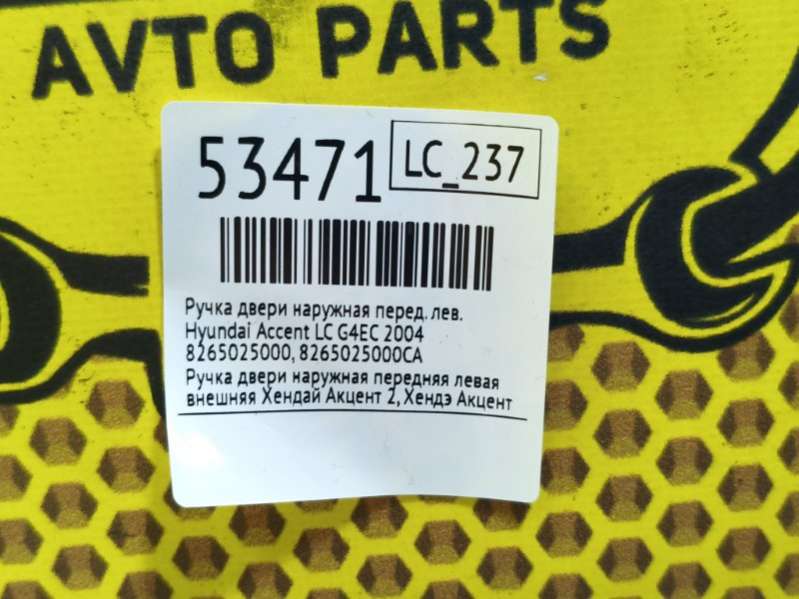 AVTO PARTS
53471
LC_237
Ручка двери наружная перед. лев.
Hyundai Accent LC G4EC 2004
8265025000, 8265025000CA
Ручка двери наружная передняя левая
внешняя Хендай Акцент 2, Хендэ Акцент